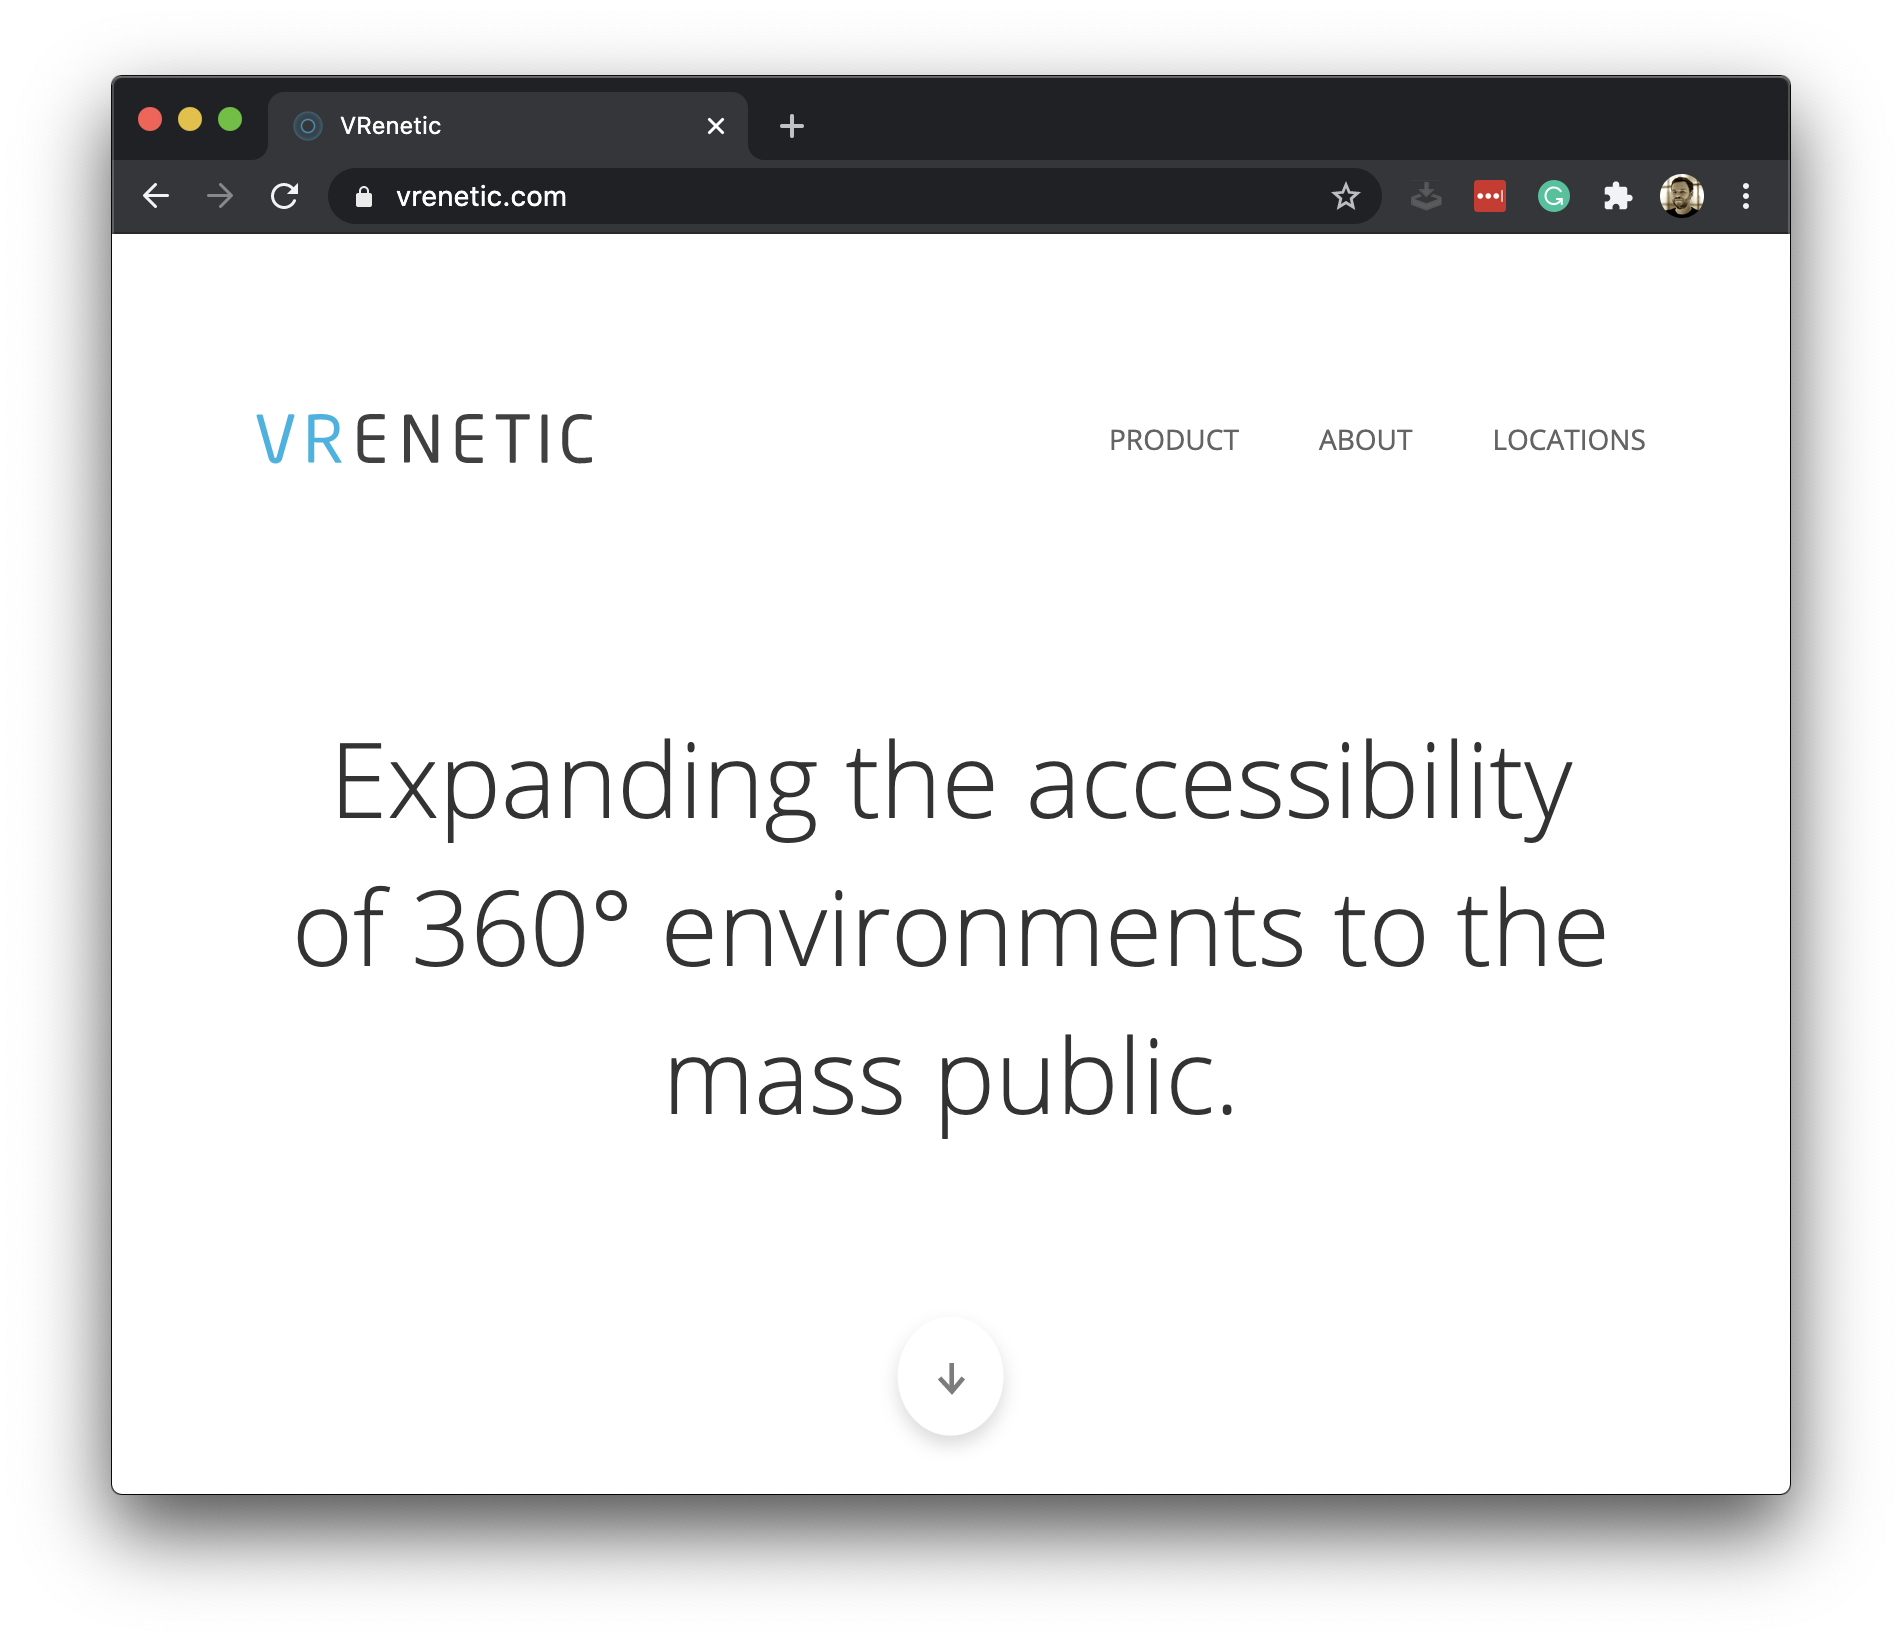 VRenetic
vrenetic.com
VRENETIC
PRODUCT ABOUT LOCATIONS
Expanding the accessibility
of 360° environments to the
mass public.